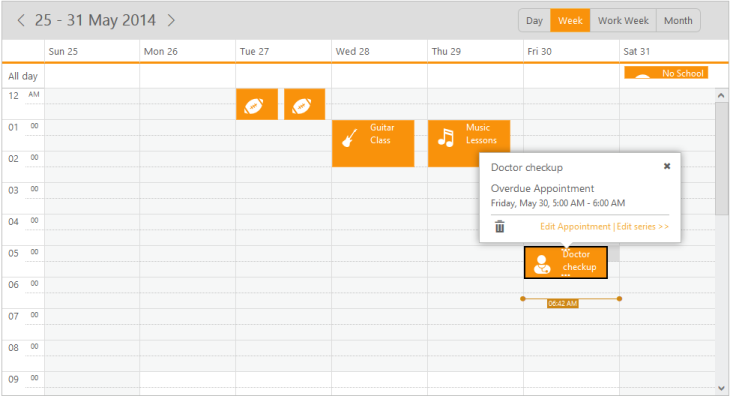 25 - 31 May 2014
Day Week Work Week Month
Sun 25 Mon 26 Tue 27 Wed 28 Thu 29 Fri 30 Sat 31
All day
No School
12 AM
01 00
Guitar
Class
Music
Lessons
02 00
Doctor checkup
Overdue Appointment
Friday, May 30, 5:00 AM - 6:00 AM
Edit Appointment | Edit series >>
03 00
04 00
05 00
Doctor
checkup
06 00
06:42 AM
07 00
08 00
09 00